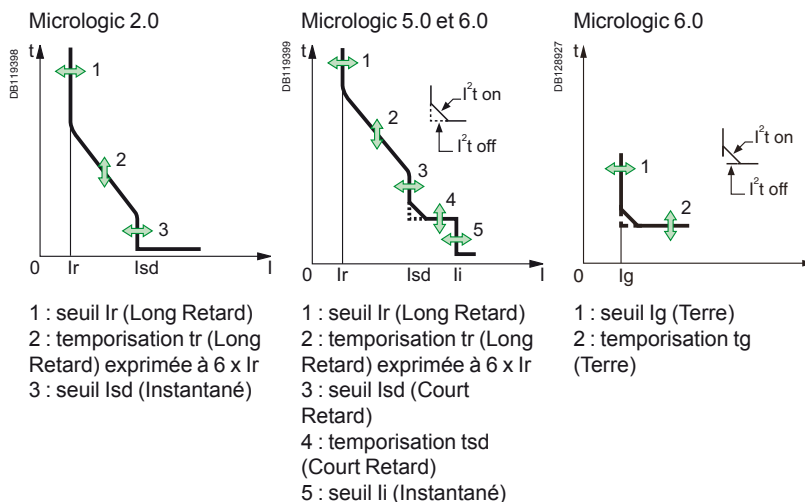 Micrologic 2.0
DB119398
t
1
2
3
0
Ir
Isd
I
1 : seuil Ir (Long Retard)
2 : temporisation tr (Long
Retard) exprimée à 6 x Ir
3 : seuil Isd (Instantané)
Micrologic 5.0 et 6.0
DB119399
t
1
I²t on
I²t off
2
3
4
5
0
Ir
Isd
Ii
I
1 : seuil Ir (Long Retard)
2 : temporisation tr (Long
Retard) exprimée à 6 x Ir
3 : seuil Isd (Court
Retard)
4 : temporisation tsd
(Court Retard)
5 : seuil Ii (Instantané)
Micrologic 6.0
DB128927
t
I²t on
I²t off
1
2
0
Ig
1 : seuil Ig (Terre)
2 : temporisation tg
(Terre)